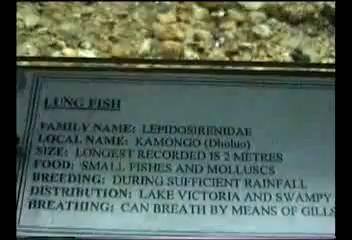 LUNG FISH
FAMILY NAME: LEPIDOSIRENIDAE
LOCAL NAME: KAMONGO (Dholuo)
SIZE: LONGEST RECORDED IS 2 METRES
FOOD: SMALL FISHES AND MOLLUSCS
BREEDING: DURING SUFFICIENT RAINFALL
DISTRIBUTION: LAKE VICTORIA AND SWAMPY
BREATHING: CAN BREATH BY MEANS OF GILLS